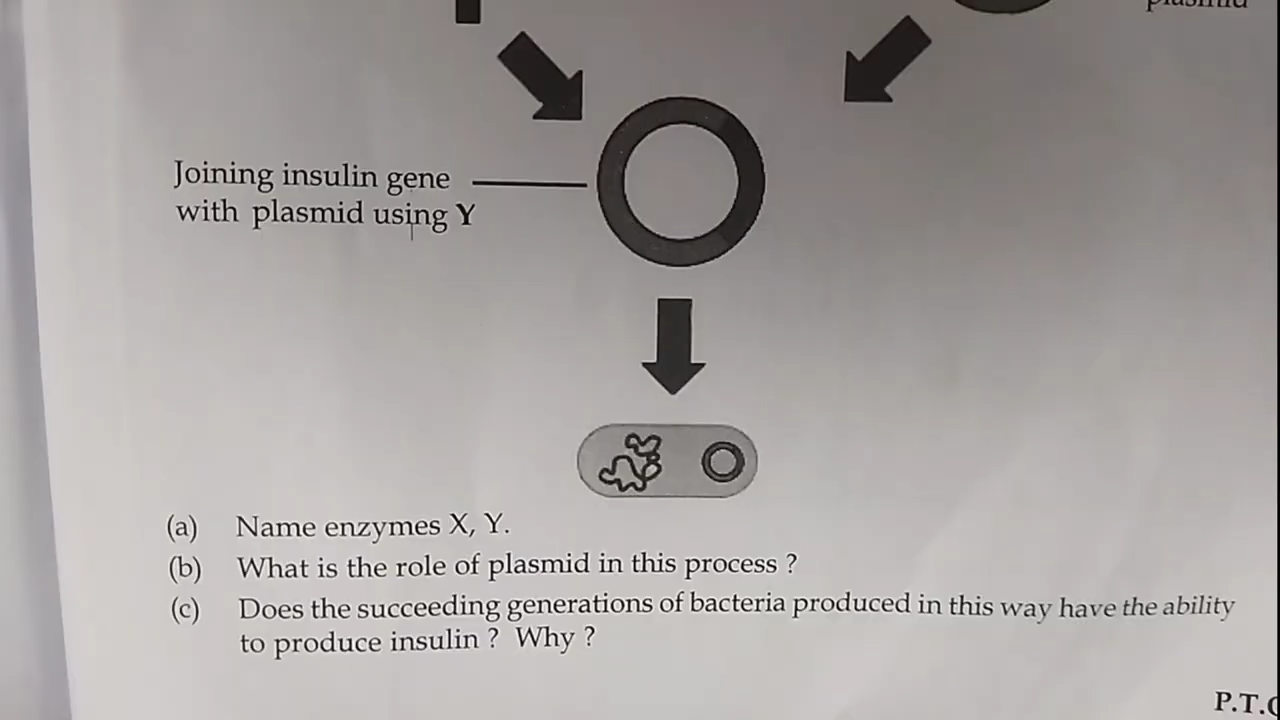 plasmid
Joining insulin gene
with plasmid using Y
(a) Name enzymes X, Y.
(b) What is the role of plasmid in this process ?
(c) Does the succeeding generations of bacteria produced in this way have the ability
to produce insulin ? Why ?
P.T.O